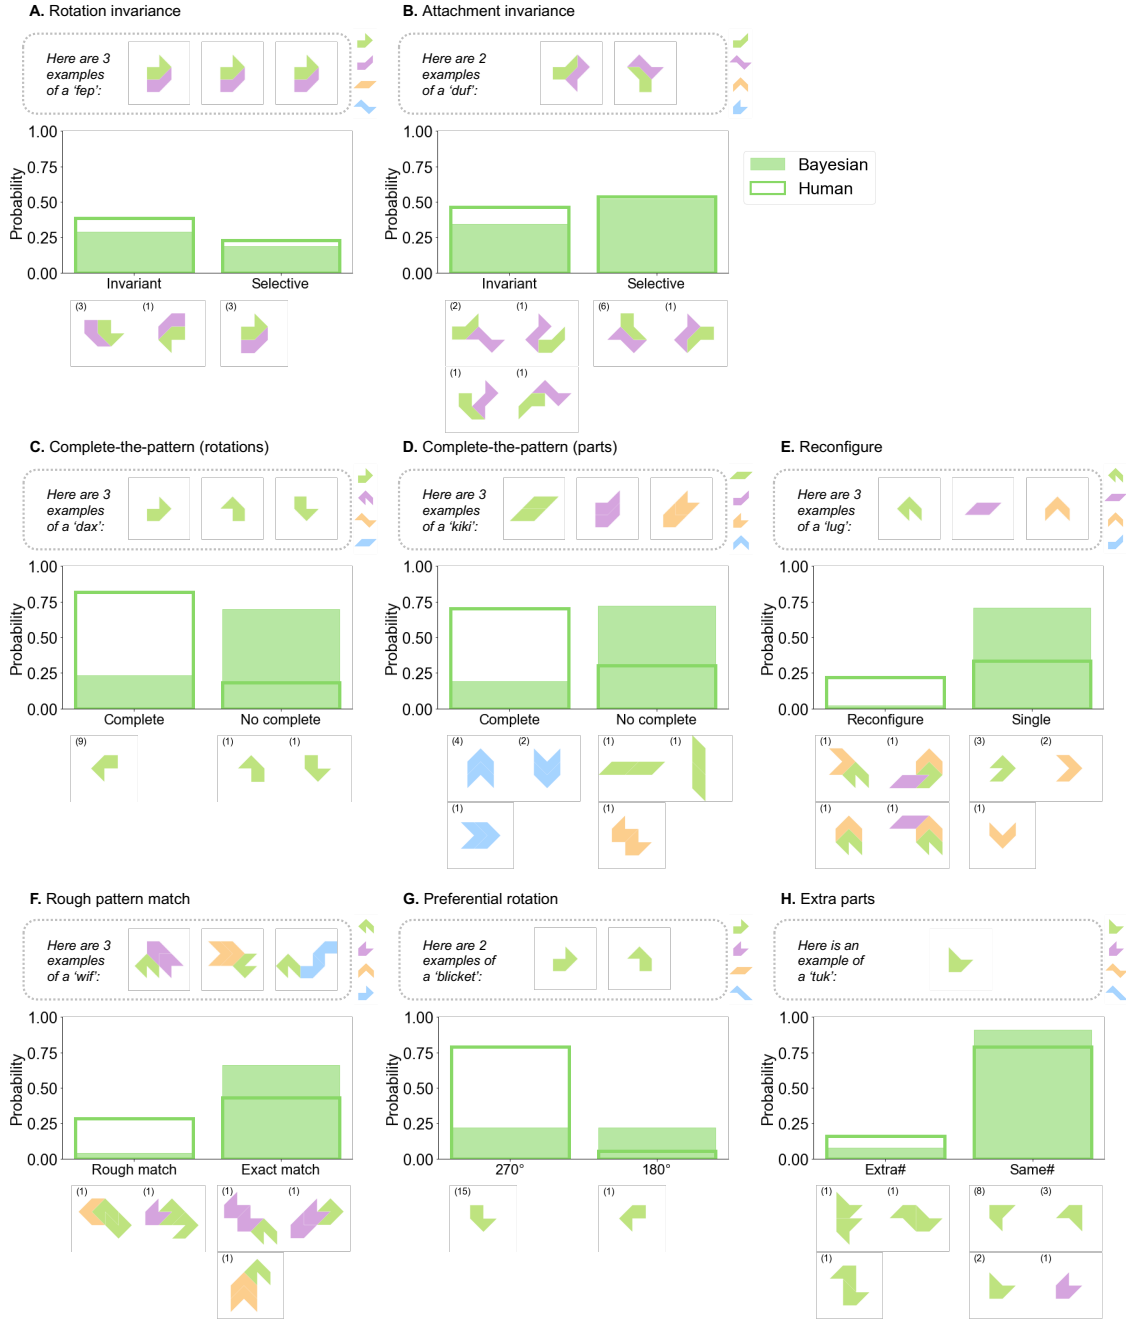 A. Rotation invariance
Here are 3
examples
of a 'fep':
1.00
0.75
0.50
0.25
0.00
Probability
Invariant
Selective
(3)
(1)
(3)
B. Attachment invariance
Here are 2
examples
of a 'duf':
1.00
0.75
0.50
0.25
0.00
Probability
Invariant
Selective
(2)
(1)
(6)
(1)
(1)
(1)
Bayesian
Human
C. Complete-the-pattern (rotations)
Here are 3
examples
of a 'dax':
1.00
0.75
0.50
0.25
0.00
Probability
Complete
No complete
(9)
(1)
(1)
D. Complete-the-pattern (parts)
Here are 3
examples
of a 'kiki':
1.00
0.75
0.50
0.25
0.00
Probability
Complete
No complete
(4)
(2)
(1)
(1)
(1)
(1)
E. Reconfigure
Here are 3
examples
of a 'lug':
1.00
0.75
0.50
0.25
0.00
Probability
Reconfigure
Single
(1)
(1)
(3)
(2)
(1)
(1)
(1)
F. Rough pattern match
Here are 3
examples
of a 'wif':
1.00
0.75
0.50
0.25
0.00
Probability
Rough match
Exact match
(1)
(1)
(1)
(1)
(1)
G. Preferential rotation
Here are 2
examples of
a 'blicket':
1.00
0.75
0.50
0.25
0.00
Probability
270°
180°
(15)
(1)
H. Extra parts
Here is an
example of
a 'tuk':
1.00
0.75
0.50
0.25
0.00
Probability
Extra#
Same#
(1)
(1)
(8)
(3)
(1)
(2)
(1)